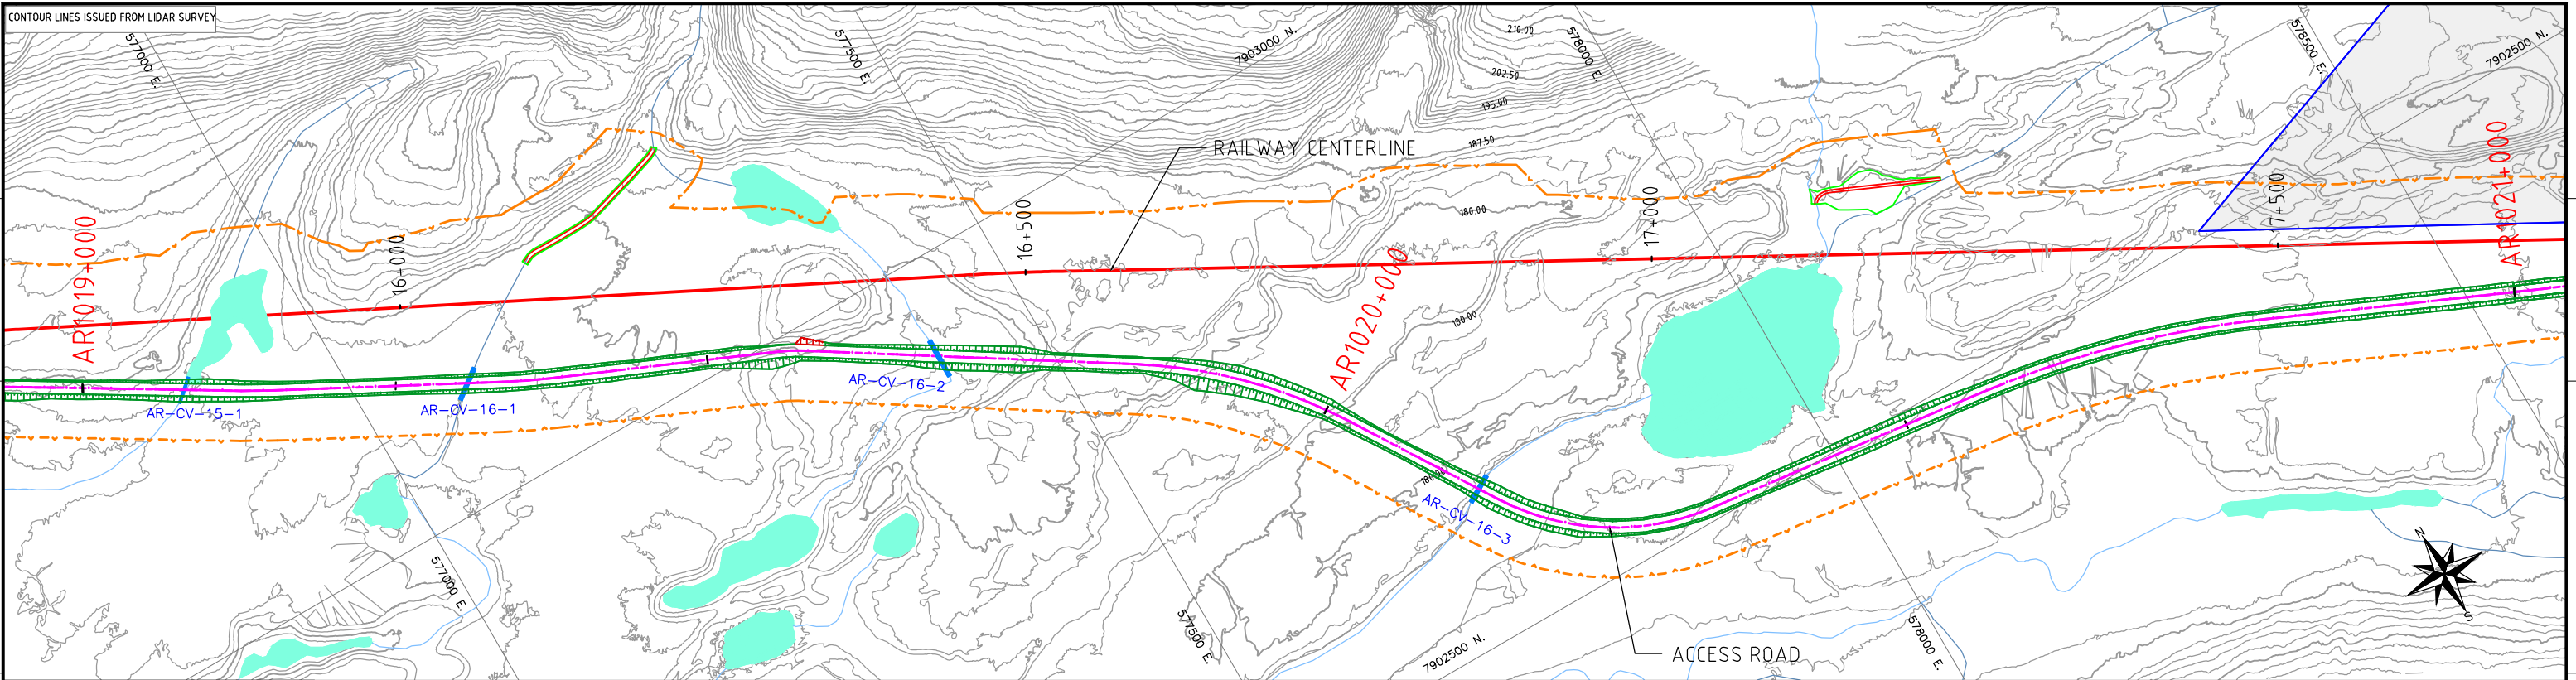 CONTOUR LINES ISSUED FROM LIDAR SURVEY
577000 E.
577500 E.
7903000 N.
210.00
202.50
195.00
187.50
578000 E.
578500 E.
7902500 N.
RAILWAY CENTERLINE
AR1019+000
16+000
16+500
180.00
17+000
17+500
AR1021+000
AR1020+000
180.00
AR-CV-15-1
AR-CV-16-1
AR-CV-16-2
AR-CV-16-3
577000 E.
577500 E.
7902500 N.
578000 E.
ACCESS ROAD
N
S